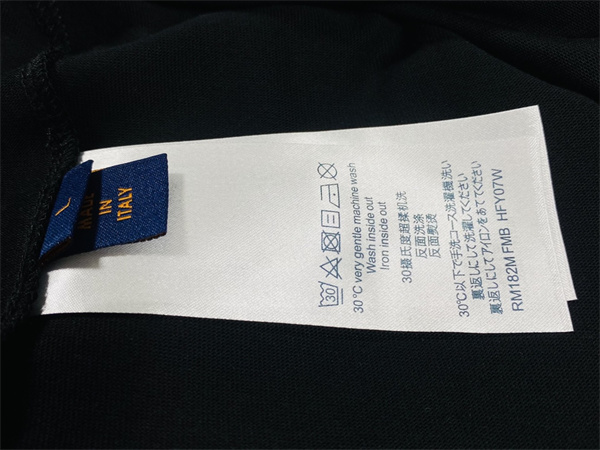 L
MADE
IN
ITALY
30
30°C very gentle machine wash
Wash inside out
Iron inside out
30摄氏度超揉机洗
反面洗涤
反面熨烫
30℃以下で手洗コース洗濯機洗い
裏返しにして洗濯してください
裏返しにしてアイロンをあててください
RM182M FMB HFY07W